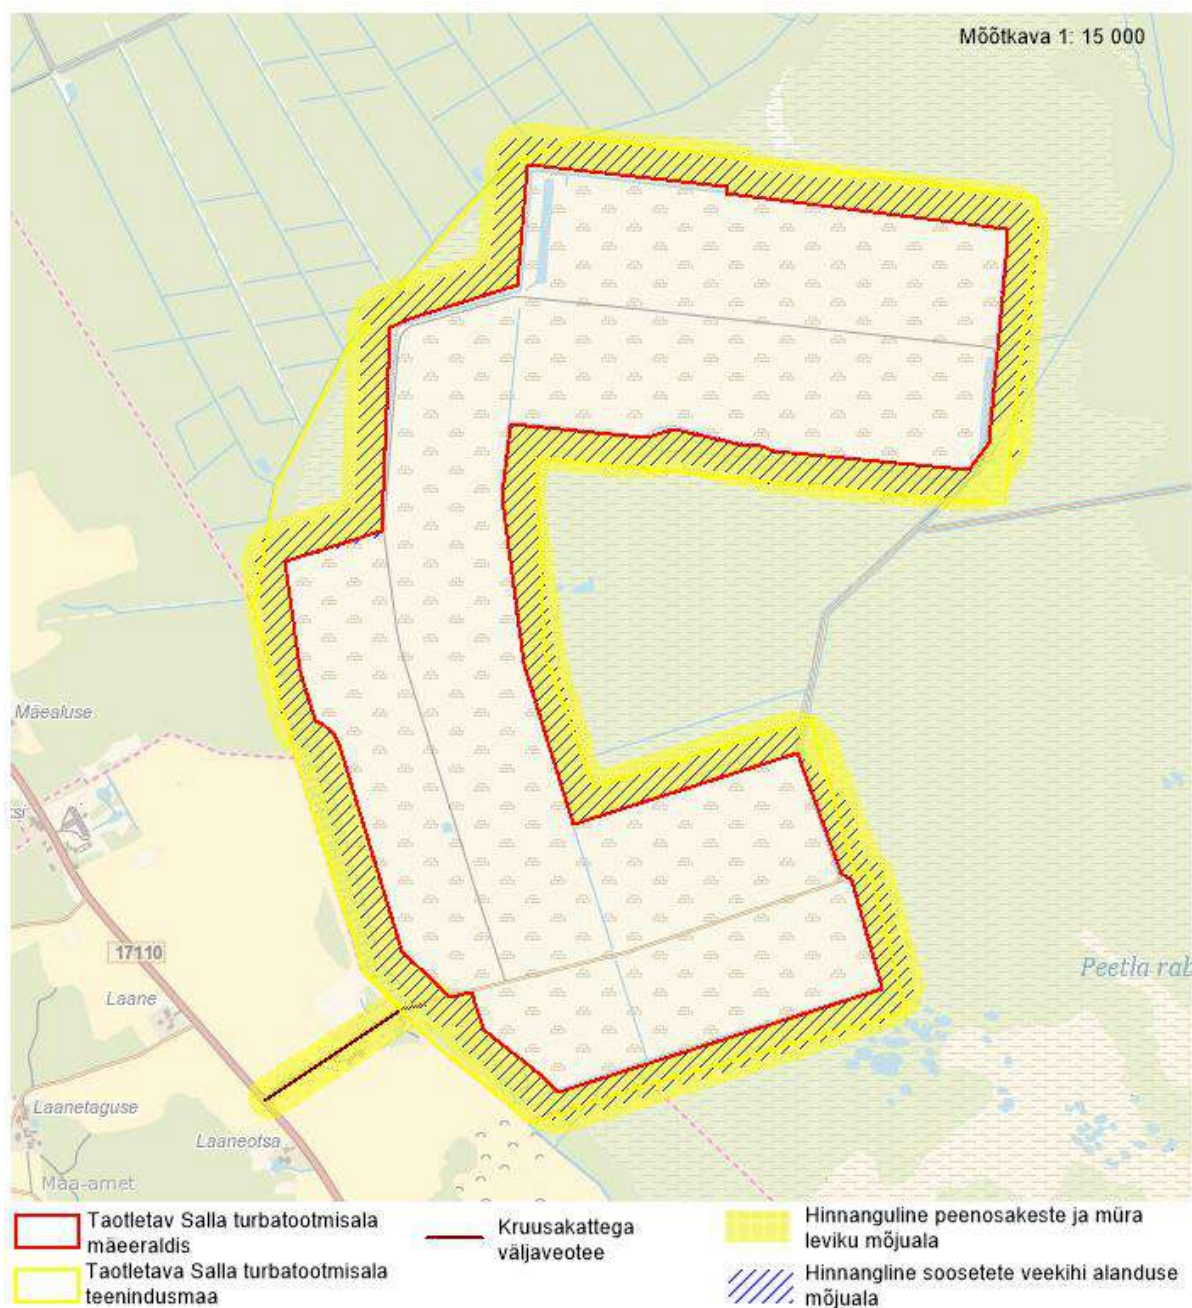 Mõõtkava 1: 15 000
Mäealuse
ksi
17110
Laane
Peetla rab
Laanetaguse
Laaneotsa
Maa-amet
Taotletav Salla turbatootmisala
mäeeraldis
Taotletava Salla turbatootmisala
teenindusmaa
Kruusakattega
väljaveotee
Hinnanguline peenosakeste ja müra
leviku mõjuala
Hinnangline soosetete veekihi alanduse
mõjuala